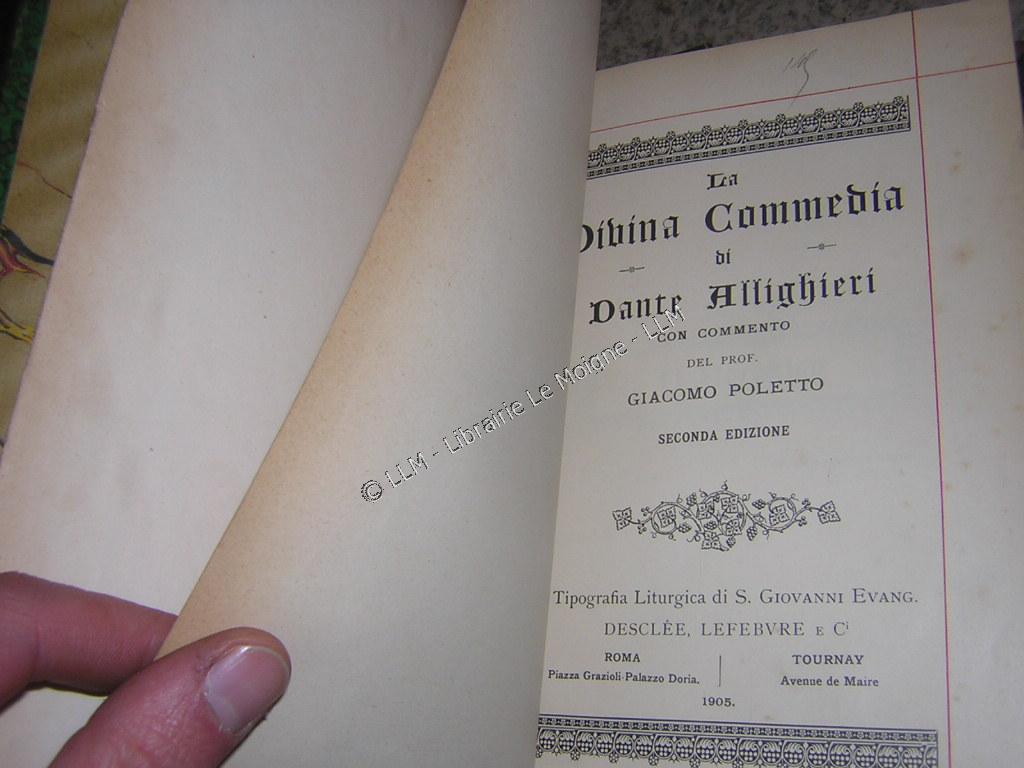 La
Divina Commedia
di
Dante Allighieri
CON COMMENTO
DEL PROF.
GIACOMO POLETTO
SECONDA EDIZIONE
© LLM - Librairie Le Moigne - LLM
Tipografia Liturgica di S. GIOVANNI EVANG.
DESCLÉE, LEFEBVRE E Cⁱ
ROMA
Piazza Grazioli-Palazzo Doria.
TOURNAY
Avenue de Maire
1905.